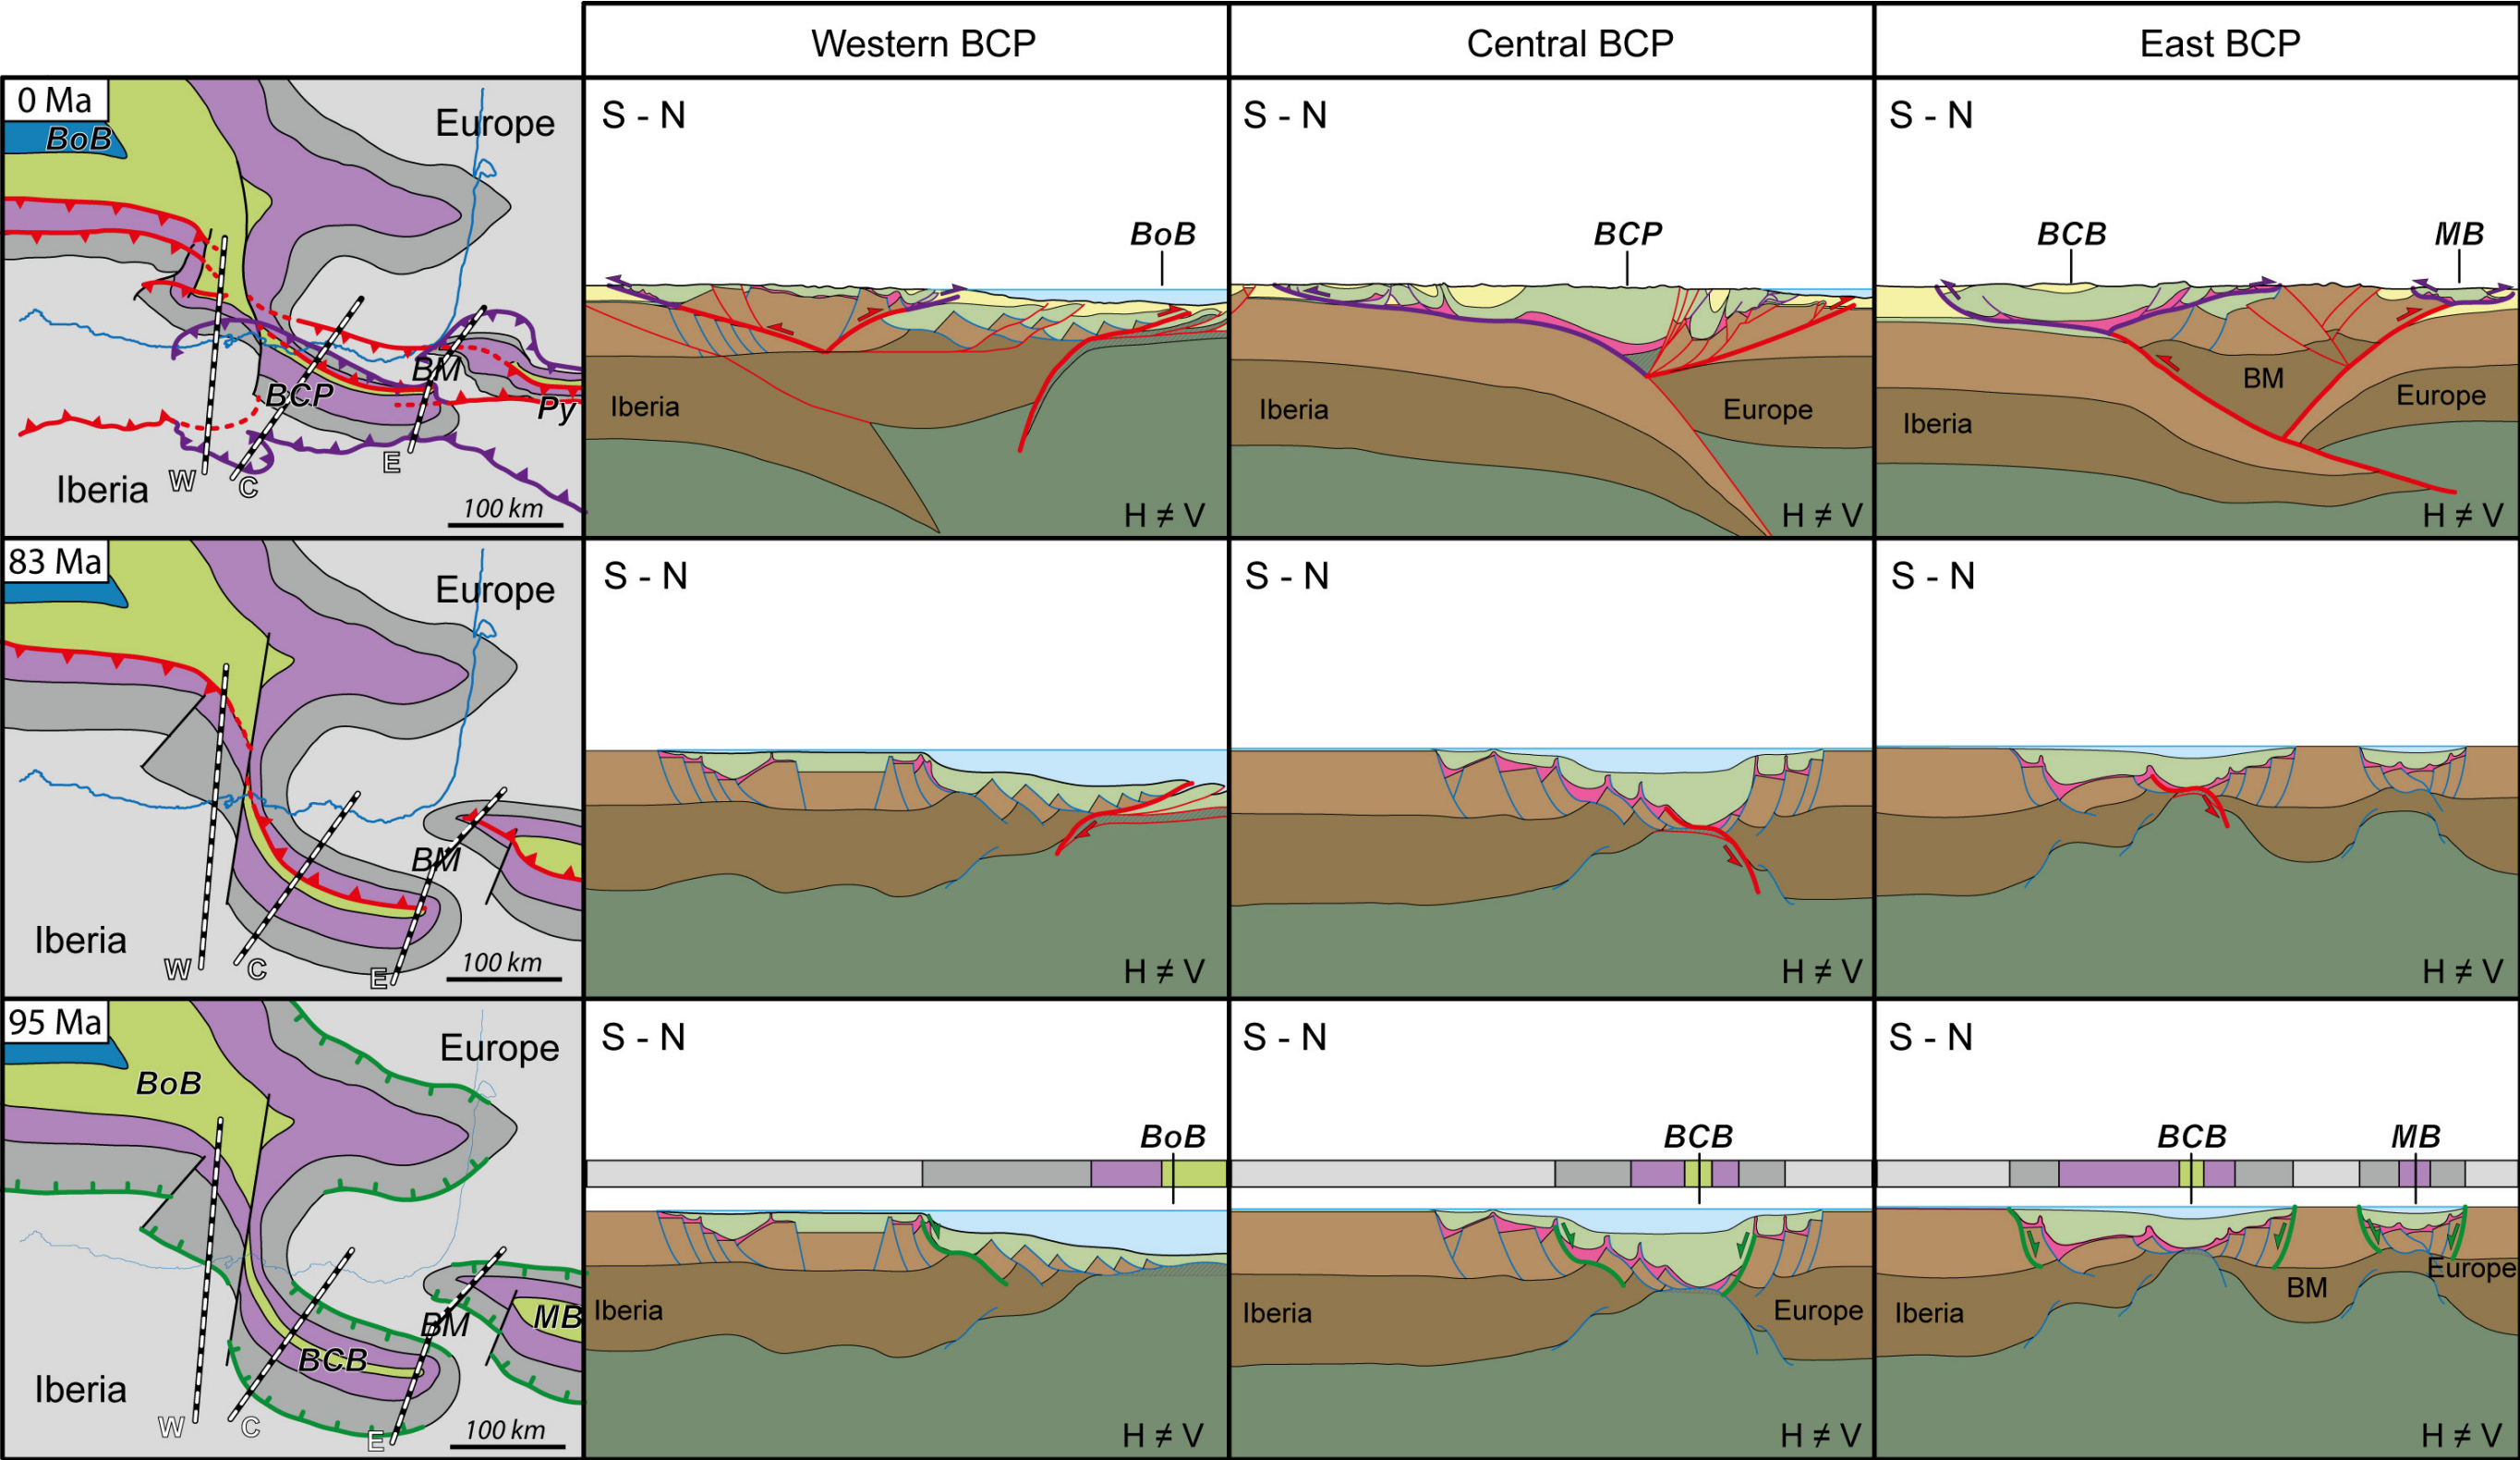 Western BCP
Central BCP
East BCP
0 Ma
BoB
Europe
BM
BCP
Py
Iberia
W
C
E
100 km
S - N
BoB
Iberia
H ≠ V
S - N
BCP
Iberia
Europe
H ≠ V
S - N
BCB
MB
BM
Europe
Iberia
H ≠ V
83 Ma
Europe
BM
Iberia
W
C
E
100 km
S - N
H ≠ V
S - N
H ≠ V
S - N
H ≠ V
95 Ma
Europe
BoB
MB
BM
BCB
Iberia
W
C
E
100 km
S - N
BoB
Iberia
H ≠ V
S - N
BCB
Iberia
Europe
H ≠ V
S - N
BCB
MB
Europe
BM
Iberia
H ≠ V